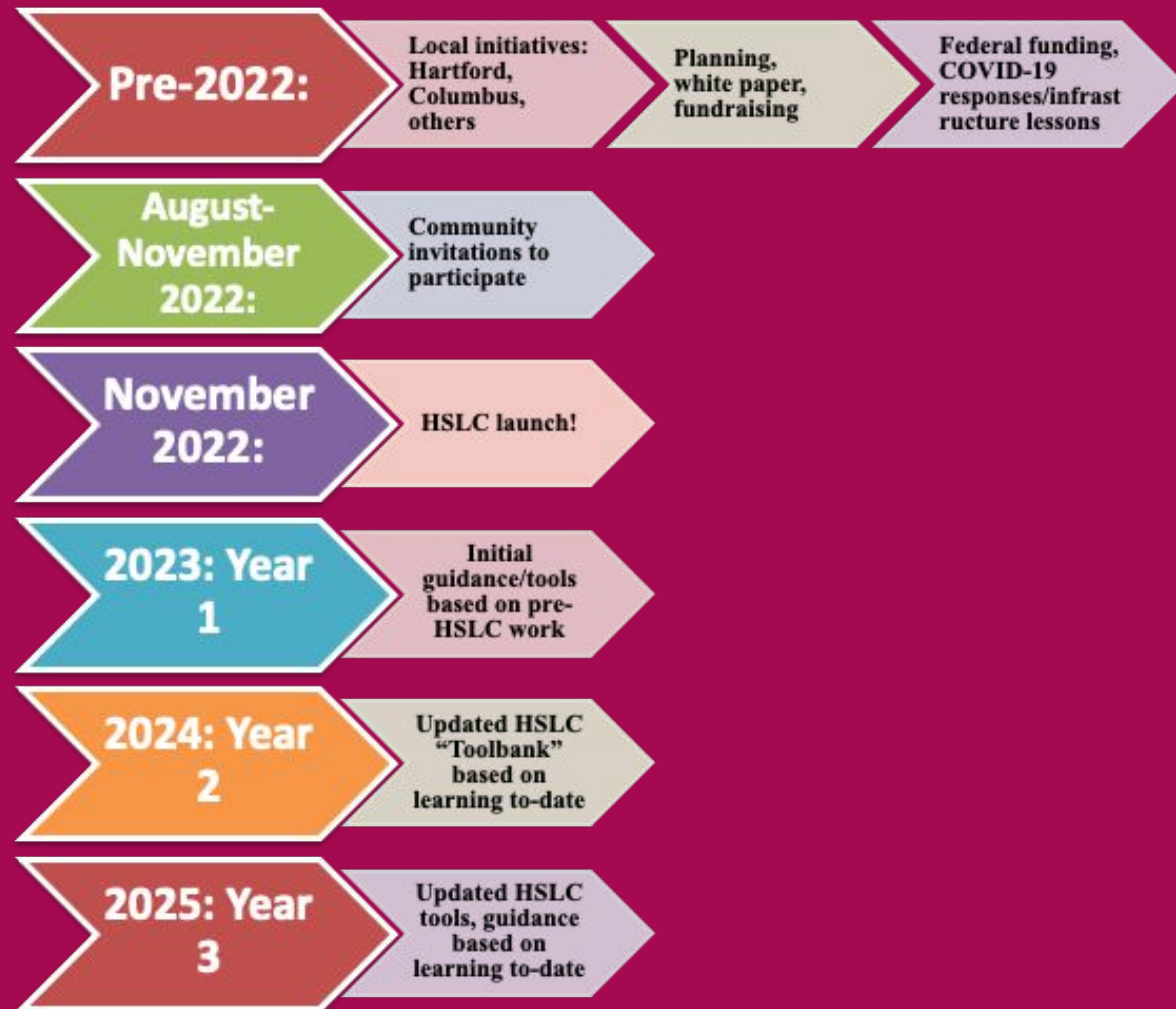 Pre-2022:
Local initiatives:
Hartford,
Columbus,
others
Planning,
white paper,
fundraising
Federal funding,
COVID-19
responses/infrast
ructure lessons
August-
November
2022:
Community
invitations to
participate
November
2022:
HSLC launch!
2023: Year
1
Initial
guidance/tools
based on pre-
HSLC work
2024: Year
2
Updated HSLC
“Toolbank”
based on
learning to-date
2025: Year
3
Updated HSLC
tools, guidance
based on
learning to-date